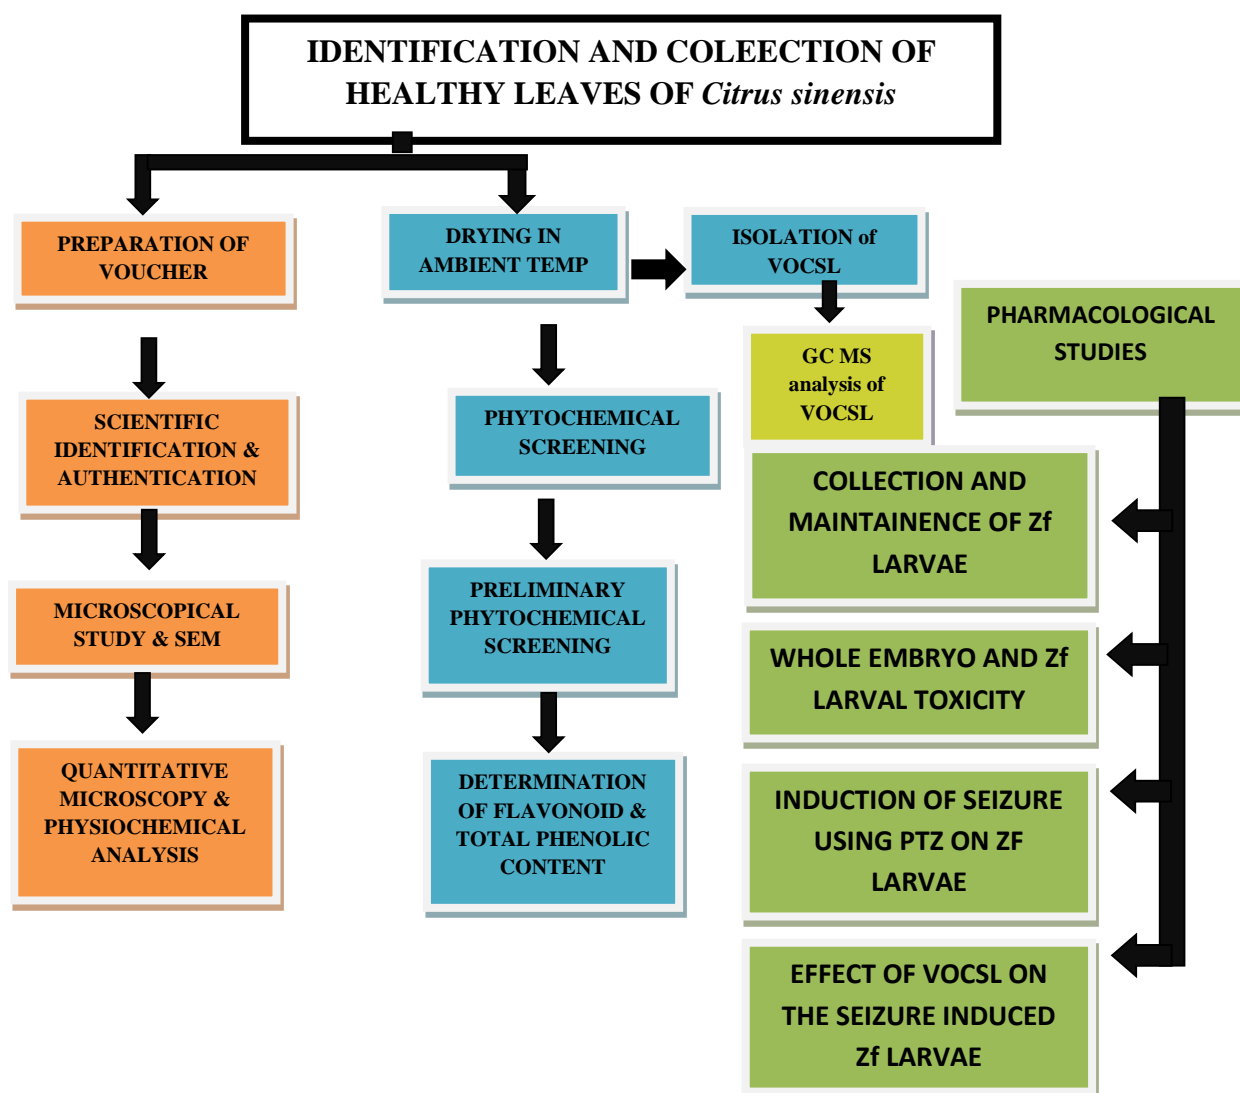 IDENTIFICATION AND COLEECTION OF
HEALTHY LEAVES OF Citrus sinensis
PREPARATION OF
VOUCHER
SCIENTIFIC
IDENTIFICATION &
AUTHENTICATION
MICROSCOPICAL
STUDY & SEM
QUANTITATIVE
MICROSCOPY &
PHYSIOCHEMICAL
ANALYSIS
DRYING IN
AMBIENT TEMP
PHYTOCHEMICAL
SCREENING
PRELIMINARY
PHYTOCHEMICAL
SCREENING
DETERMINATION
OF FLAVONOID &
TOTAL PHENOLIC
CONTENT
ISOLATION of
VOCSL
GC MS
analysis of
VOCSL
PHARMACOLOGICAL
STUDIES
COLLECTION AND
MAINTAINENCE OF Zf
LARVAE
WHOLE EMBRYO AND Zf
LARVAL TOXICITY
INDUCTION OF SEIZURE
USING PTZ ON ZF
LARVAE
EFFECT OF VOCSL ON
THE SEIZURE INDUCED
Zf LARVAE